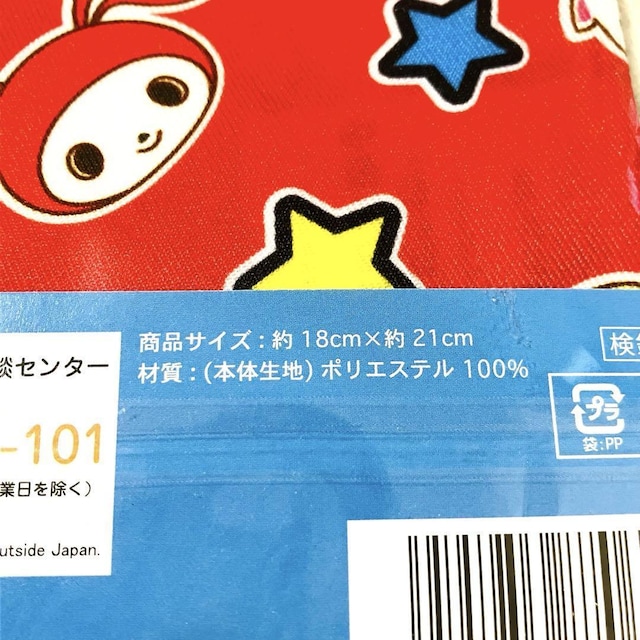 商品サイズ : 約 18cm×約 21cm
材質 : (本体生地) ポリエステル 100%
談センター
-101
業日を除く)
utside Japan.
検針
プラ
袋:PP